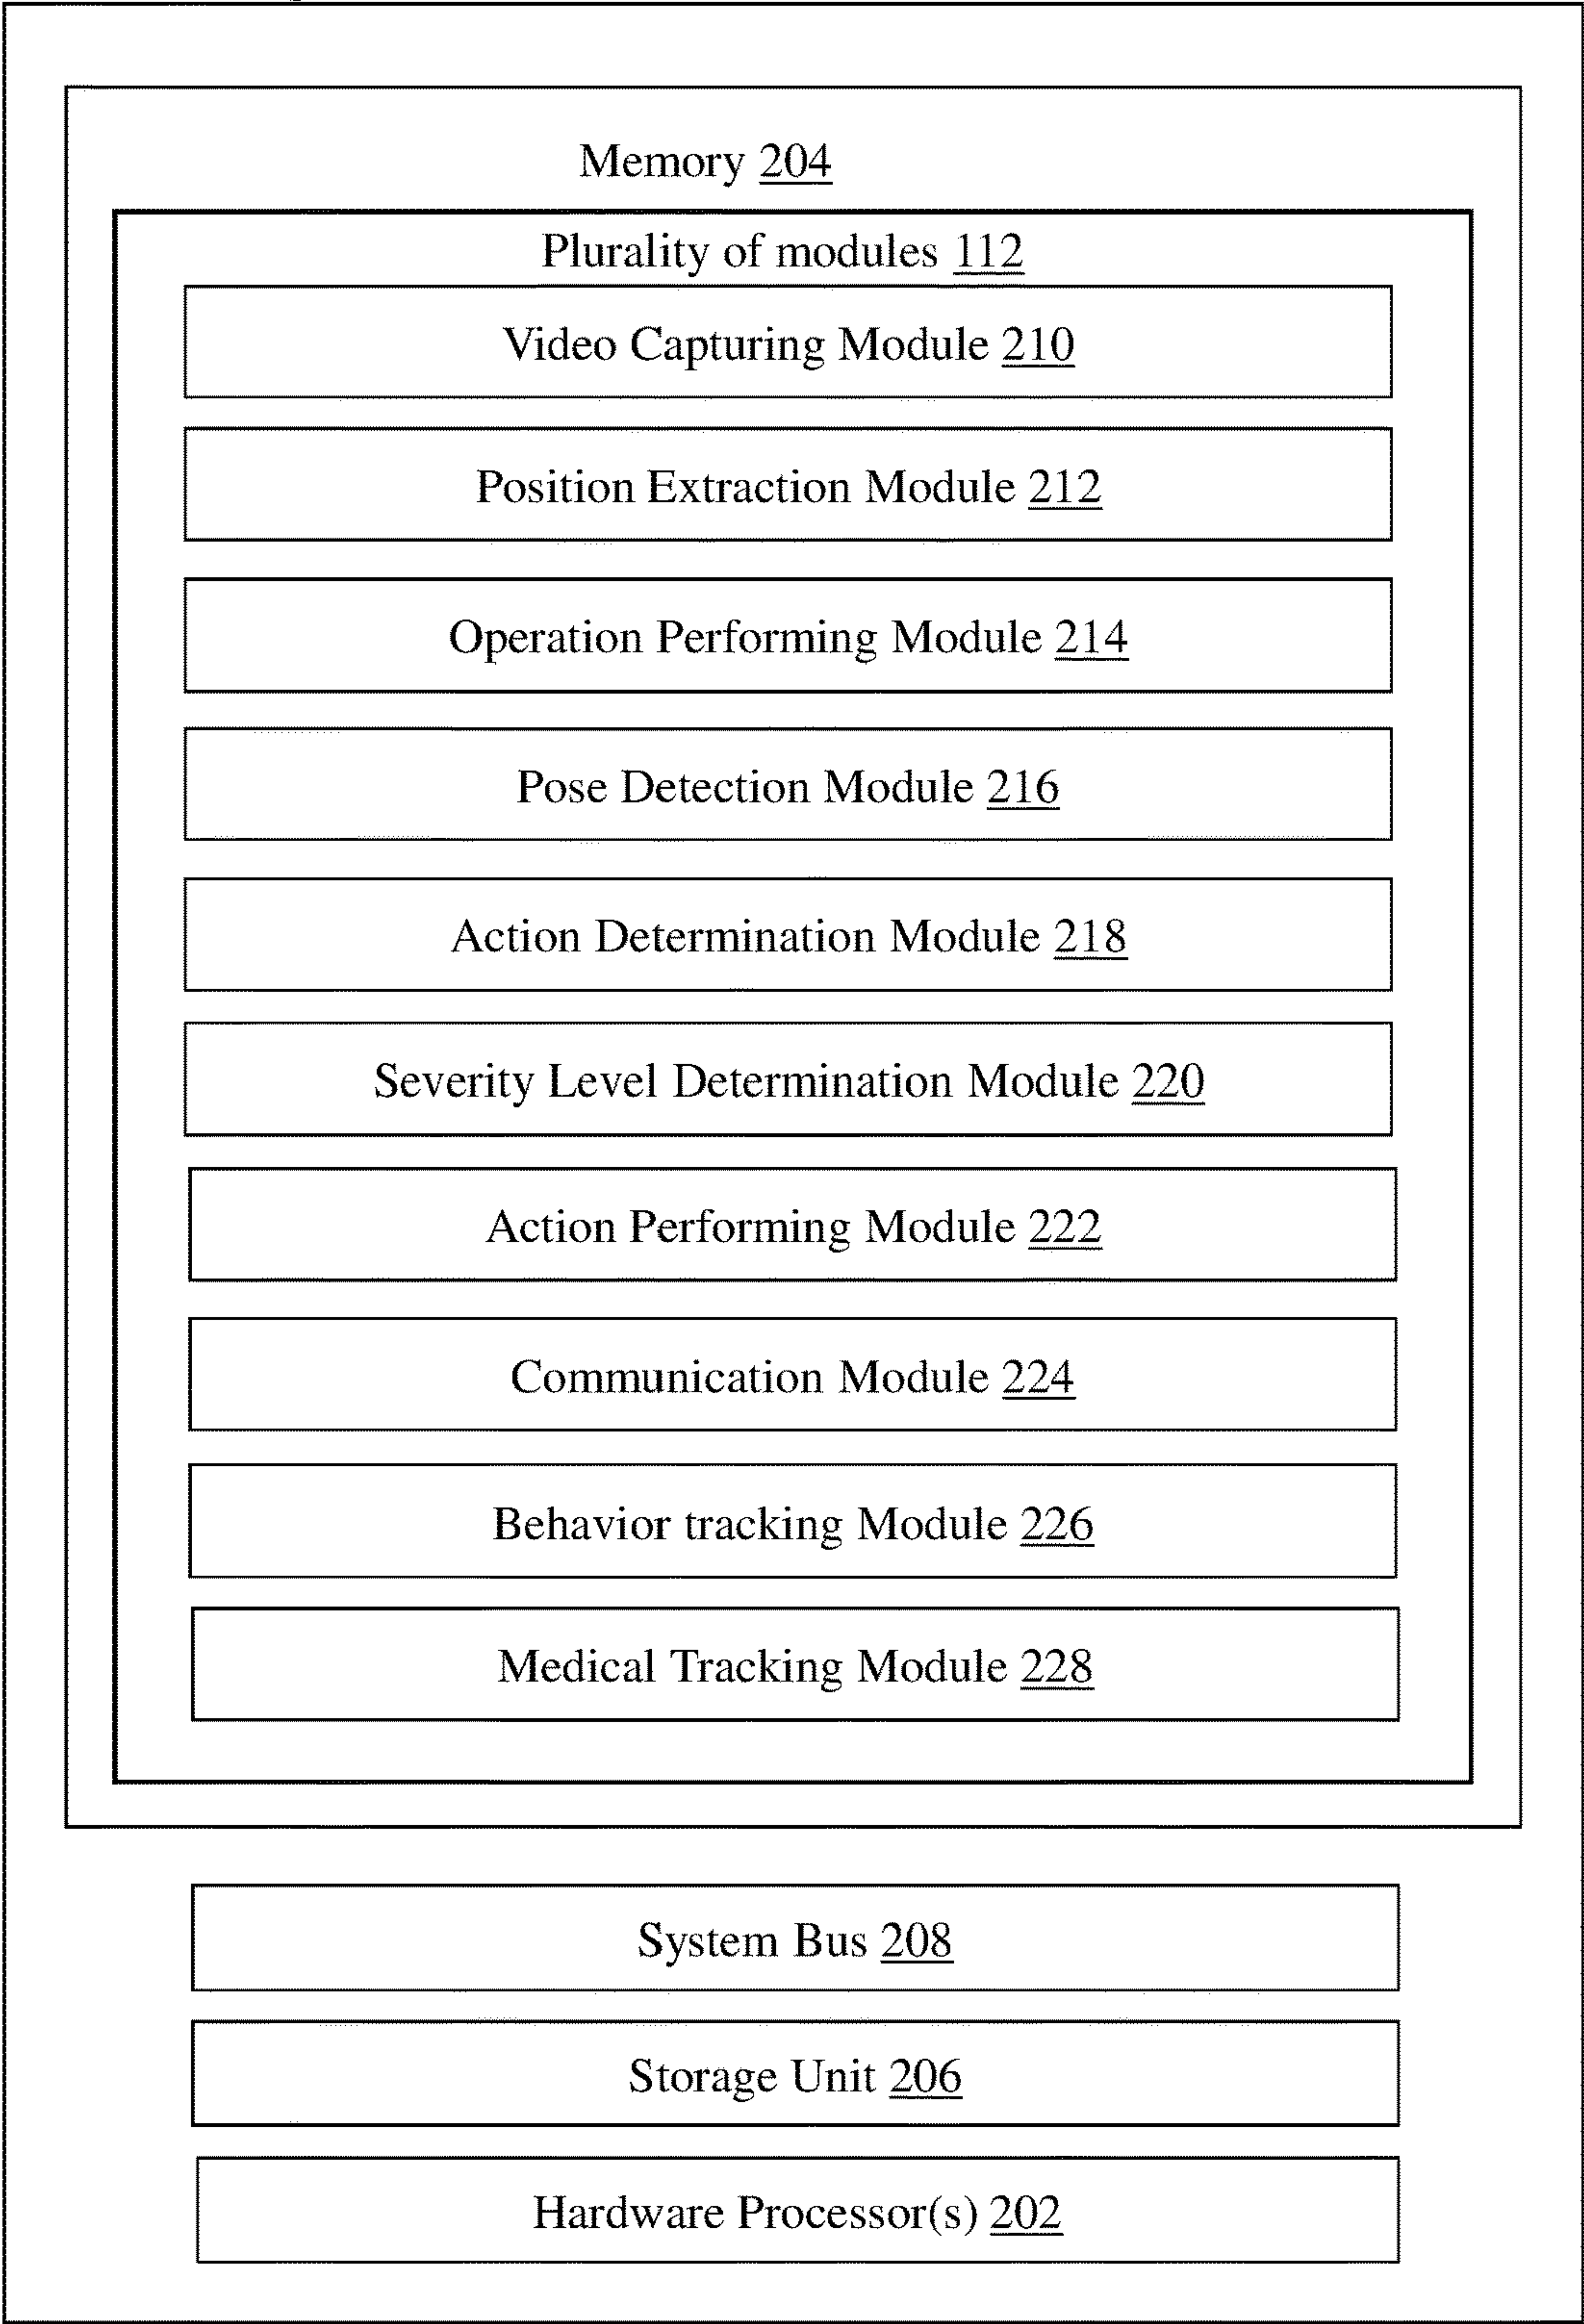 Memory 204
Plurality of modules 112
Video Capturing Module 210
Position Extraction Module 212
Operation Performing Module 214
Pose Detection Module 216
Action Determination Module 218
Severity Level Determination Module 220
Action Performing Module 222
Communication Module 224
Behavior tracking Module 226
Medical Tracking Module 228
System Bus 208
Storage Unit 206
Hardware Processor(s) 202